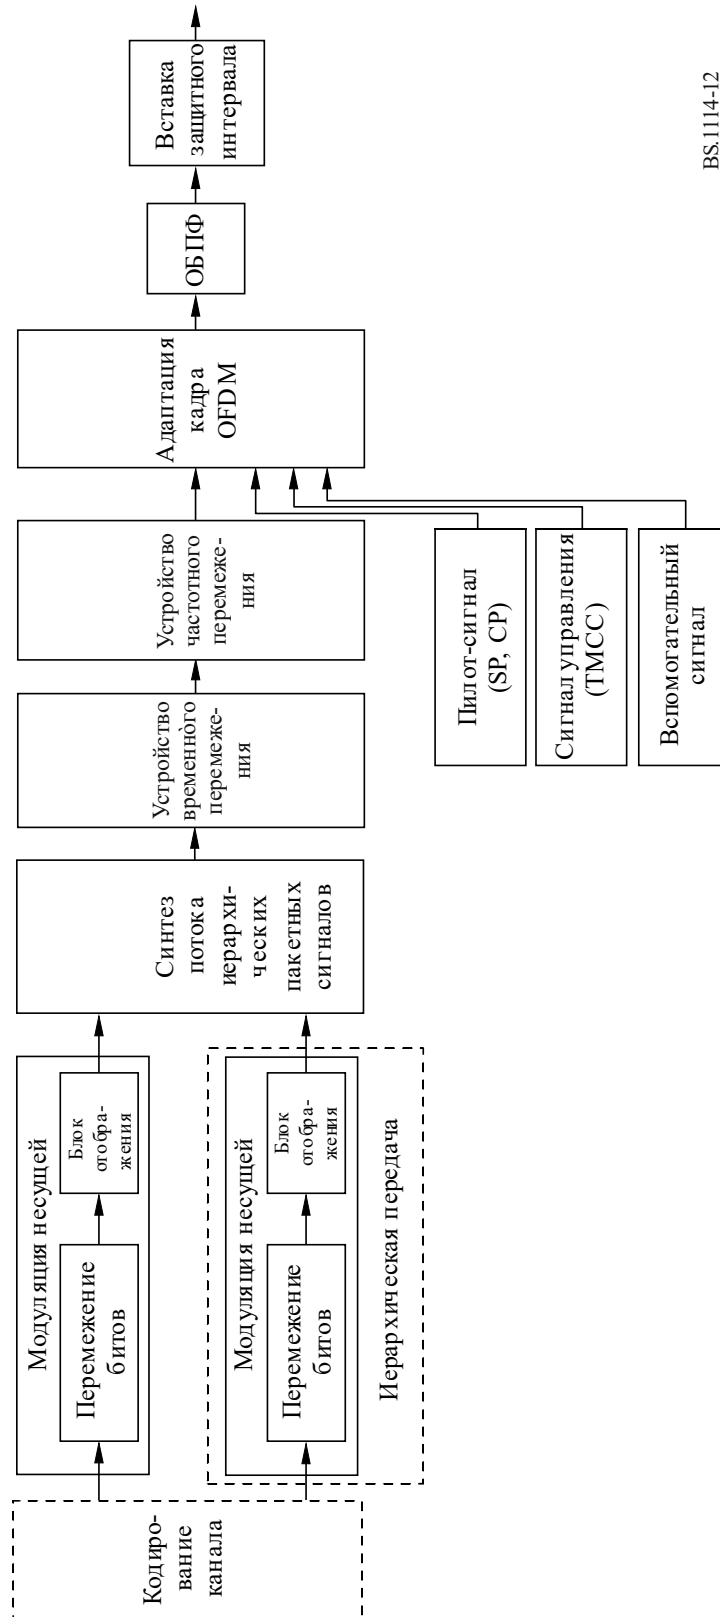 Кодиро-
вание
канала
Модуляция несущей
Перемежение
битов
Блок
отобра-
жения
Модуляция несущей
Перемежение
битов
Блок
отобра-
жения
Иерархическая передача
Синтез
потока
иерархи-
ческих
пакетных
сигналов
Устройство
временного
перемеже-
ния
Устройство
частотного
перемеже-
ния
Адаптация
кадра
OFDM
ОБПФ
Вставка
защитного
интервала
Пилот-сигнал
(SP, CP)
Сигнал управления
(TMCC)
Вспомогательный
сигнал
BS.1114-12